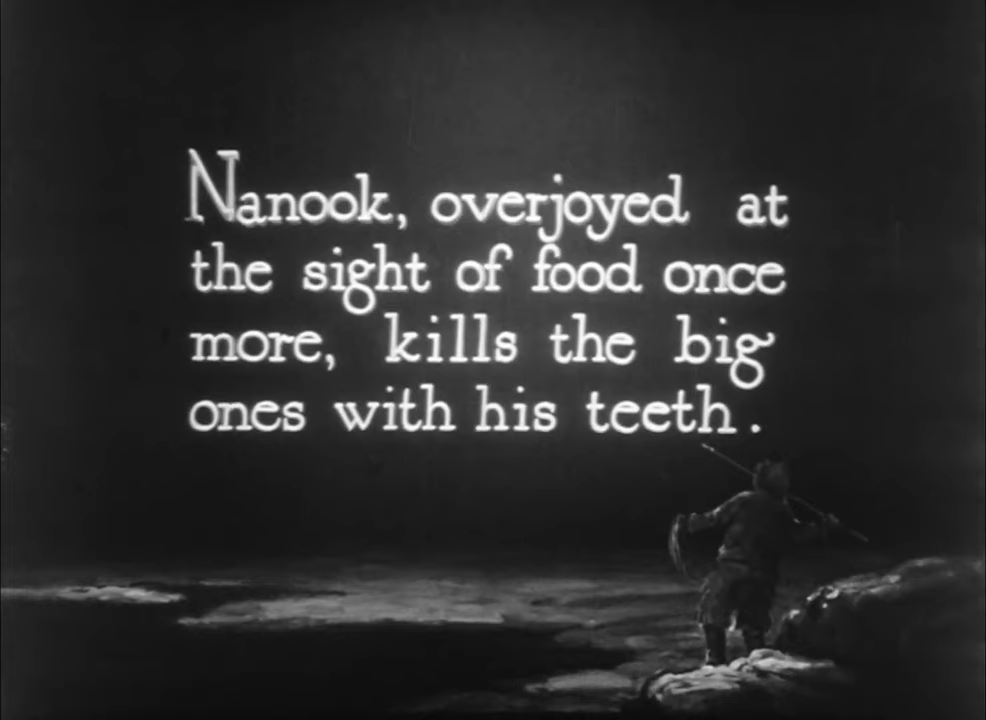 Nanook, overjoyed at
the sight of food once
more, kills the big
ones with his teeth.